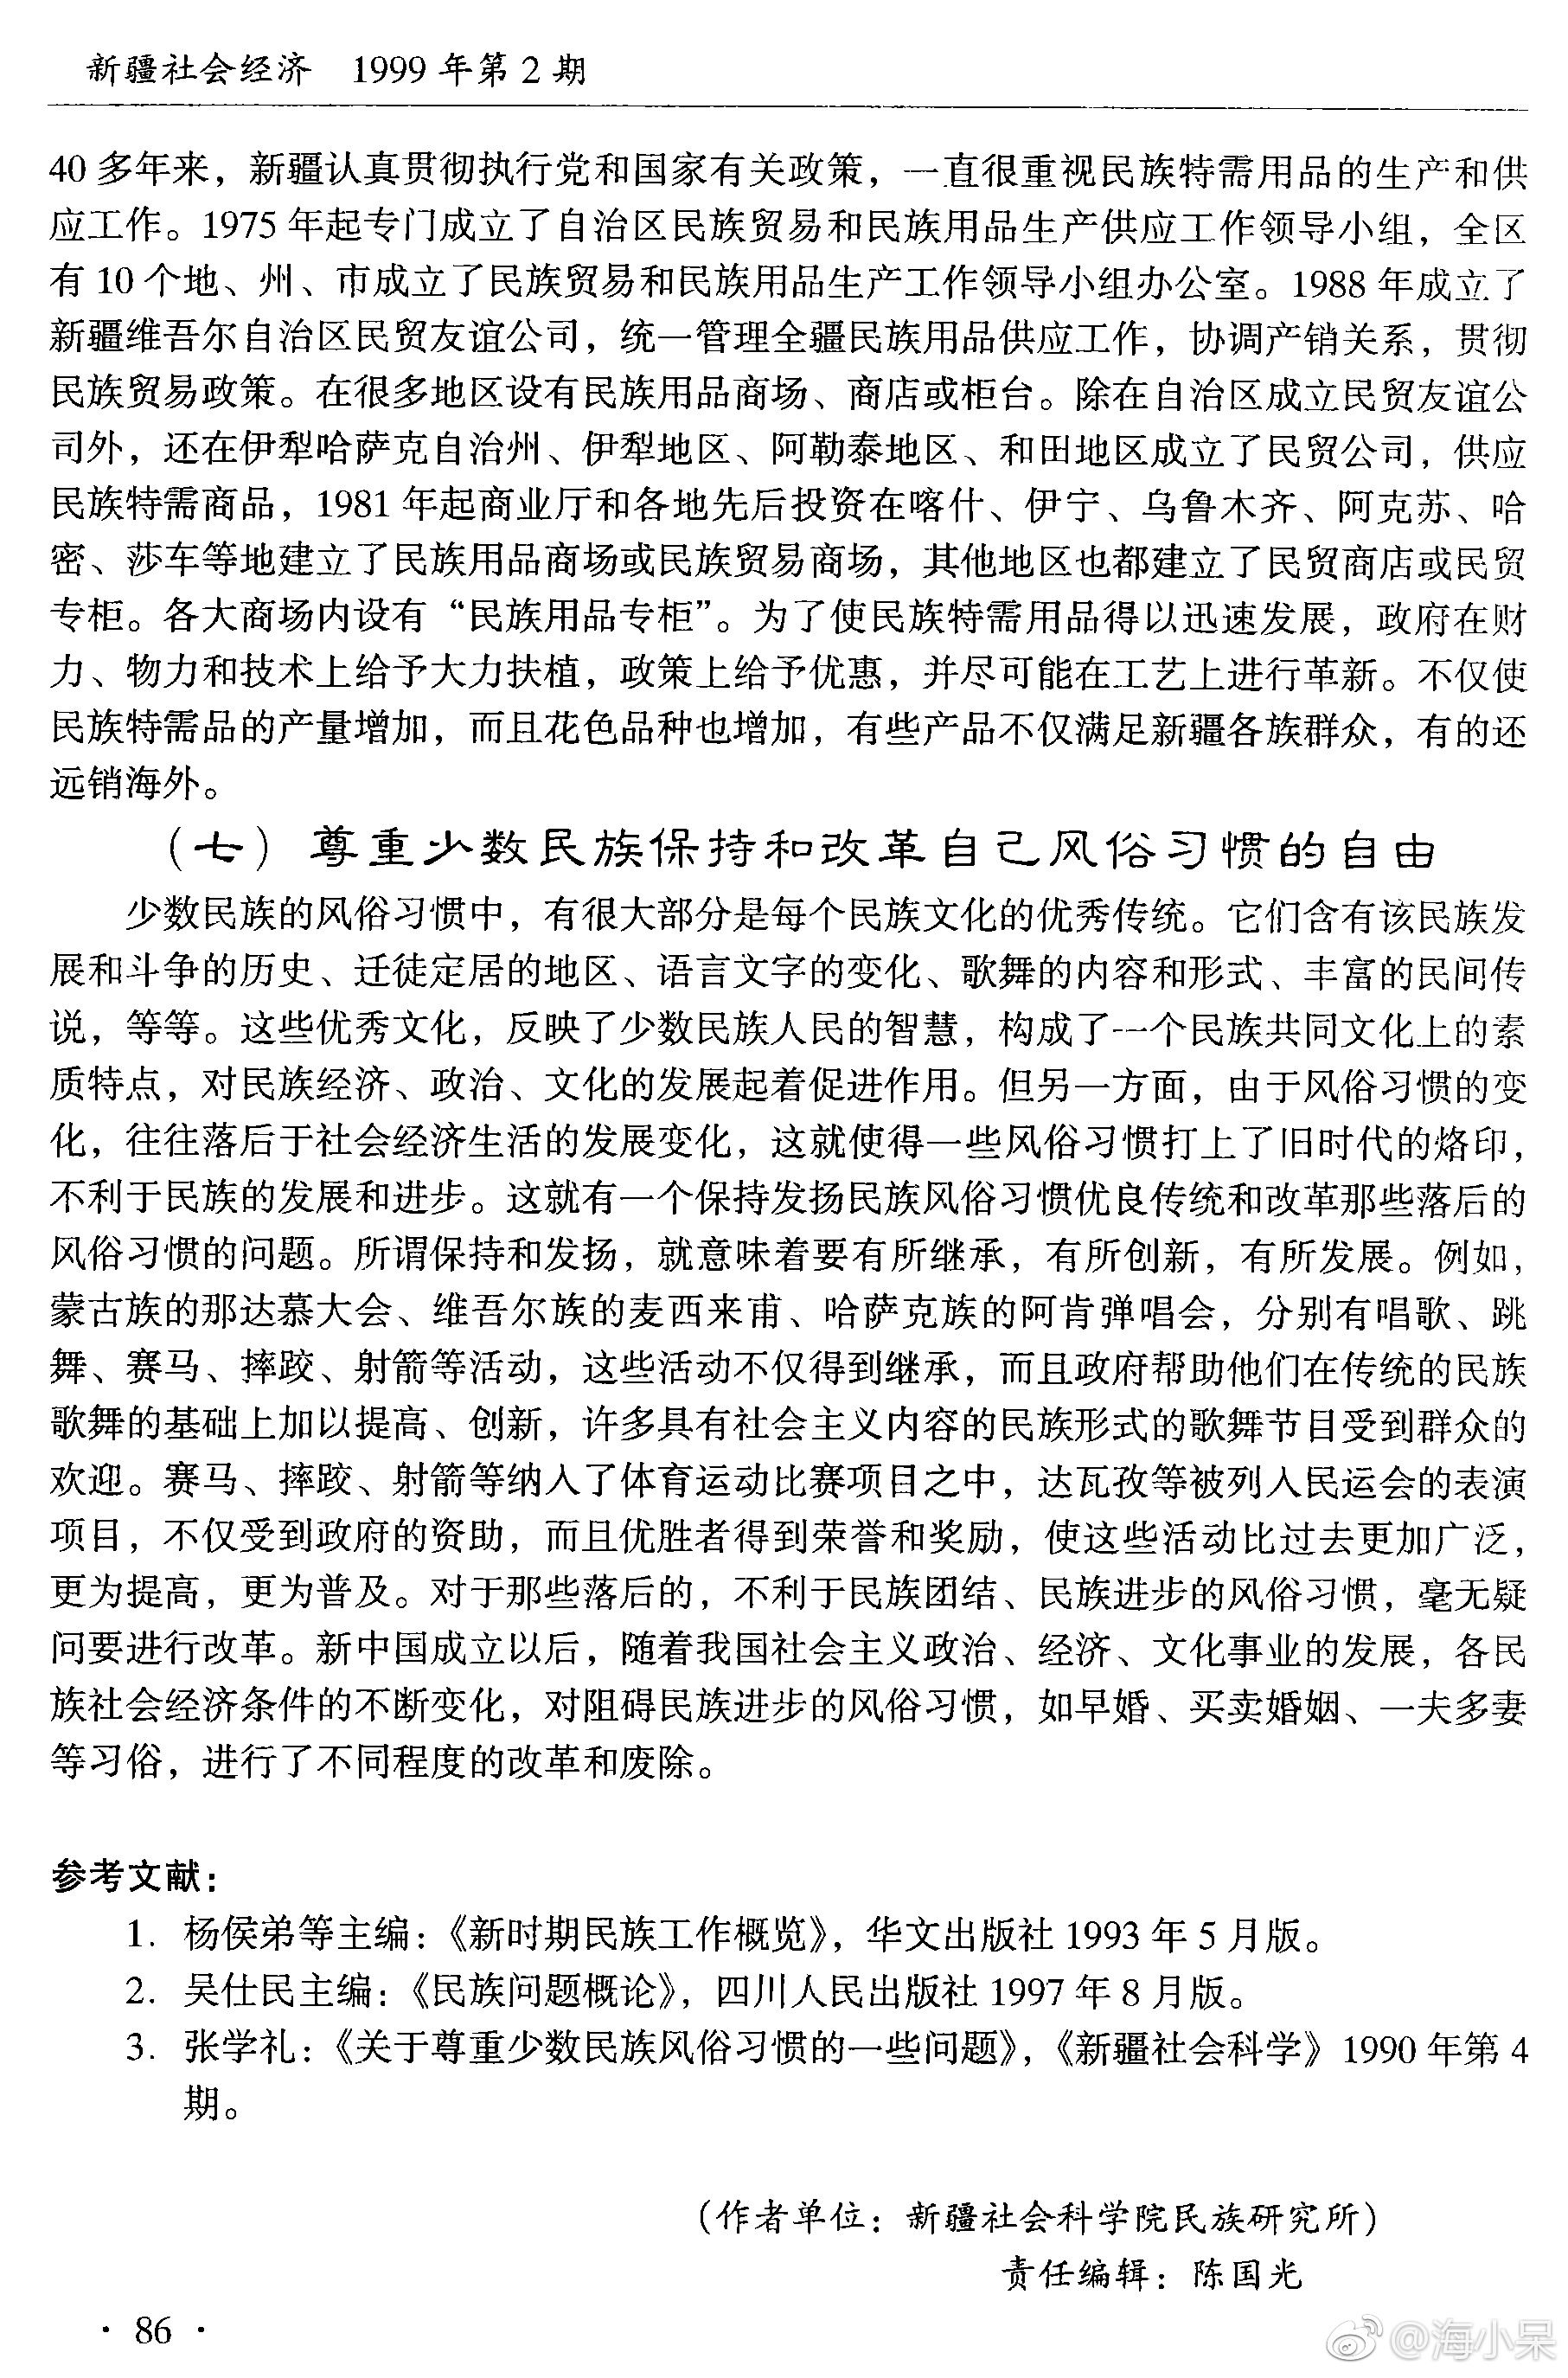 新疆社会经济 1999年第2期
40多年来，新疆认真贯彻执行党和国家有关政策，一直很重视民族特需用品的生产和供
应工作。1975年起专门成立了自治区民族贸易和民族用品生产供应工作领导小组，全区
有10个地、州、市成立了民族贸易和民族用品生产工作领导小组办公室。1988年成立了
新疆维吾尔自治区民贸友谊公司，统一管理全疆民族用品供应工作，协调产销关系，贯彻
民族贸易政策。在很多地区设有民族用品商场、商店或柜台。除在自治区成立民贸友谊公
司外，还在伊犁哈萨克自治州、伊犁地区、阿勒泰地区、和田地区成立了民贸公司，供应
民族特需商品，1981年起商业厅和各地先后投资在喀什、伊宁、乌鲁木齐、阿克苏、哈
密、莎车等地建立了民族用品商场或民族贸易商场，其他地区也都建立了民贸商店或民贸
专柜。各大商场内设有“民族用品专柜”。为了使民族特需用品得以迅速发展，政府在财
力、物力和技术上给予大力扶植，政策上给予优惠，并尽可能在工艺上进行革新。不仅使
民族特需品的产量增加，而且花色品种也增加，有些产品不仅满足新疆各族群众，有的还
远销海外。
（七）尊重少数民族保持和改革自己风俗习惯的自由
少数民族的风俗习惯中，有很大部分是每个民族文化的优秀传统。它们含有该民族发
展和斗争的历史、迁徒定居的地区、语言文字的变化、歌舞的内容和形式、丰富的民间传
说，等等。这些优秀文化，反映了少数民族人民的智慧，构成了一个民族共同文化上的素
质特点，对民族经济、政治、文化的发展起着促进作用。但另一方面，由于风俗习惯的变
化，往往落后于社会经济生活的发展变化，这就使得一些风俗习惯打上了旧时代的烙印，
不利于民族的发展和进步。这就有一个保持发扬民族风俗习惯优良传统和改革那些落后的
风俗习惯的问题。所谓保持和发扬，就意味着要有所继承，有所创新，有所发展。例如，
蒙古族的那达慕大会、维吾尔族的麦西来甫、哈萨克族的阿肯弹唱会，分别有唱歌、跳
舞、赛马、摔跤、射箭等活动，这些活动不仅得到继承，而且政府帮助他们在传统的民族
歌舞的基础上加以提高、创新，许多具有社会主义内容的民族形式的歌舞节目受到群众的
欢迎。赛马、摔跤、射箭等纳入了体育运动比赛项目之中，达瓦孜等被列入民运会的表演
项目，不仅受到政府的资助，而且优胜者得到荣誉和奖励，使这些活动比过去更加广泛，
更为提高，更为普及。对于那些落后的，不利于民族团结、民族进步的风俗习惯，毫无疑
问要进行改革。新中国成立以后，随着我国社会主义政治、经济、文化事业的发展，各民
族社会经济条件的不断变化，对阻碍民族进步的风俗习惯，如早婚、买卖婚姻、一夫多妻
等习俗，进行了不同程度的改革和废除。
参考文献：
1. 杨侯弟等主编：《新时期民族工作概览》，华文出版社1993年5月版。
2. 吴仕民主编：《民族问题概论》，四川人民出版社1997年8月版。
3. 张学礼：《关于尊重少数民族风俗习惯的一些问题》，《新疆社会科学》1990年第4
期。
（作者单位：新疆社会科学院民族研究所）
责任编辑：陈国光
· 86 ·
@海小呆